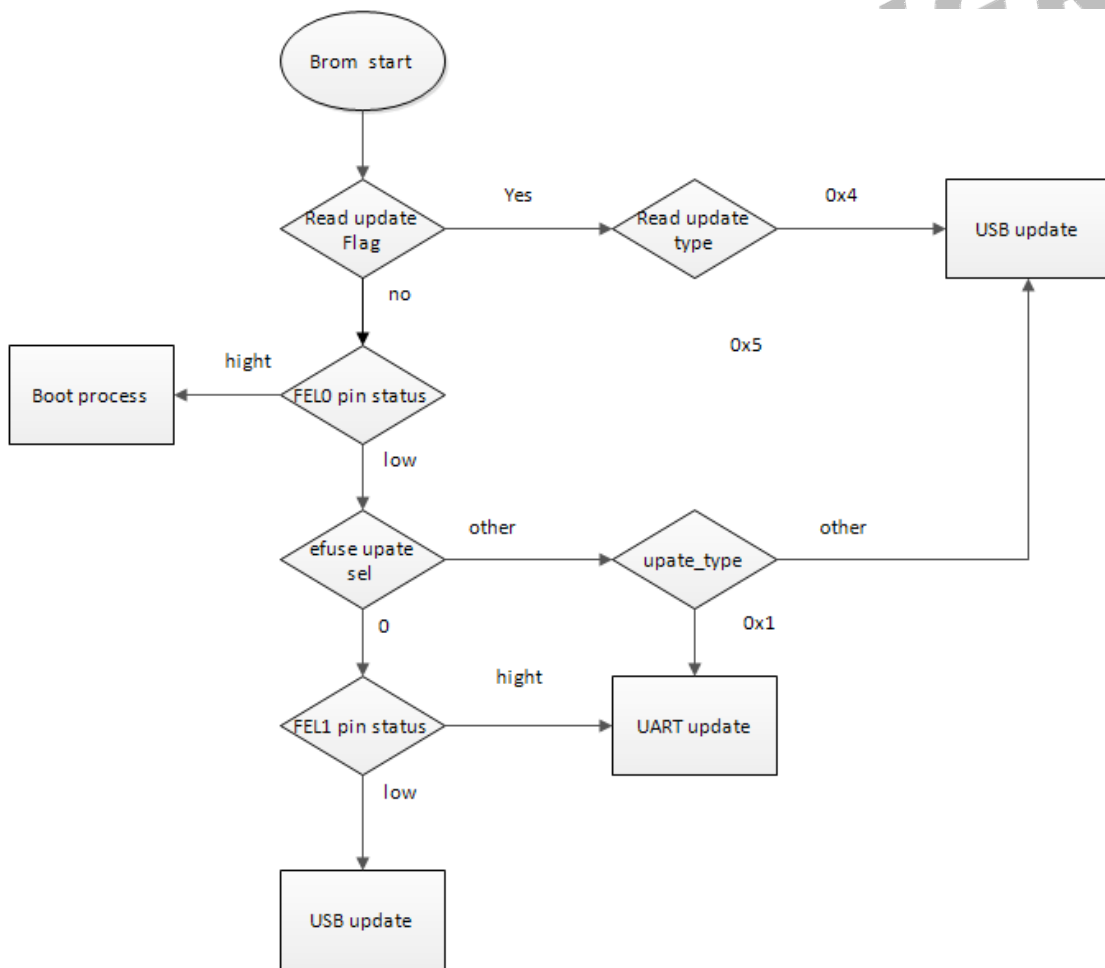 Brom start
Read update
Flag
Yes
Read update
type
0x4
USB update
no
0x5
hight
Boot process
FEL0 pin status
low
efuse upate
sel
other
upate_type
other
0
0x1
hight
FEL1 pin status
UART update
low
USB update